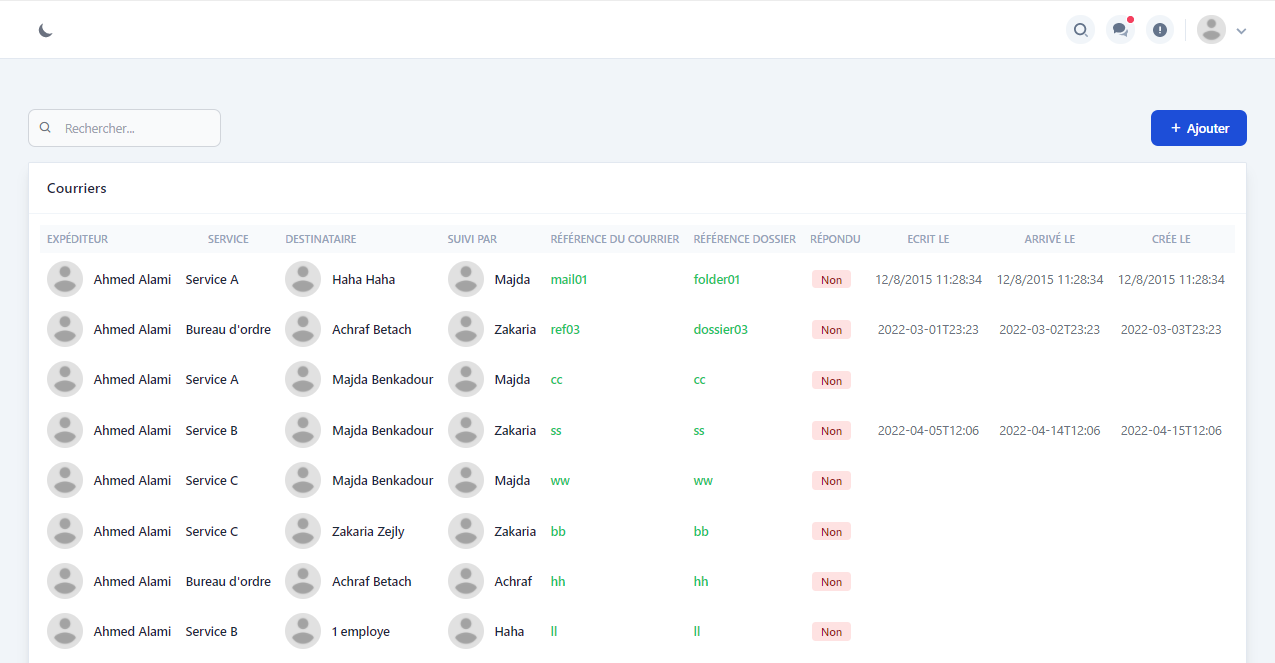 Rechercher...
+ Ajouter
Courriers
EXPÉDITEUR SERVICE DESTINATAIRE SUIVI PAR RÉFÉRENCE DU COURRIER RÉFÉRENCE DOSSIER RÉPONDU ECRIT LE ARRIVÉ LE CRÉE LE
Ahmed Alami Service A Haha Haha Majda mail01 folder01 Non 12/8/2015 11:28:34 12/8/2015 11:28:34 12/8/2015 11:28:34
Ahmed Alami Bureau d'ordre Achraf Betach Zakaria ref03 dossier03 Non 2022-03-01T23:23 2022-03-02T23:23 2022-03-03T23:23
Ahmed Alami Service A Majda Benkadour Majda cc cc Non
Ahmed Alami Service B Majda Benkadour Zakaria ss ss Non 2022-04-05T12:06 2022-04-14T12:06 2022-04-15T12:06
Ahmed Alami Service C Majda Benkadour Majda ww ww Non
Ahmed Alami Service C Zakaria Zejly Zakaria bb bb Non
Ahmed Alami Bureau d'ordre Achraf Betach Achraf hh hh Non
Ahmed Alami Service B 1 employe Haha ll ll Non